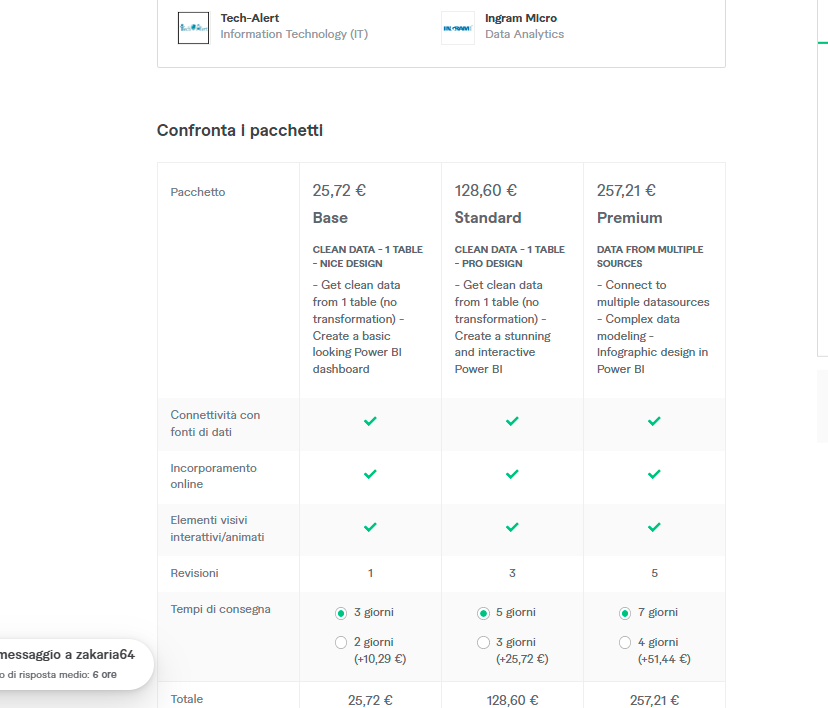 Tech-Alert
Information Technology (IT)
Ingram Micro
Data Analytics
Confronta i pacchetti
Pacchetto
25,72 €
Base
CLEAN DATA - 1 TABLE
- NICE DESIGN
- Get clean data
from 1 table (no
transformation) -
Create a basic
looking Power BI
dashboard
128,60 €
Standard
CLEAN DATA - 1 TABLE
- PRO DESIGN
- Get clean data
from 1 table (no
transformation) -
Create a stunning
and interactive
Power BI
257,21 €
Premium
DATA FROM MULTIPLE
SOURCES
- Connect to
multiple datasources
- Complex data
modeling -
Infographic design in
Power BI
Connettività con
fonti di dati
Incorporamento
online
Elementi visivi
interattivi/animati
Revisioni
1
3
5
Tempi di consegna
3 giorni
2 giorni
(+10,29 €)
5 giorni
3 giorni
(+25,72 €)
7 giorni
4 giorni
(+51,44 €)
Totale
25,72 €
128,60 €
257,21 €
messaggio a zakaria64
o di risposta medio: 6 ore